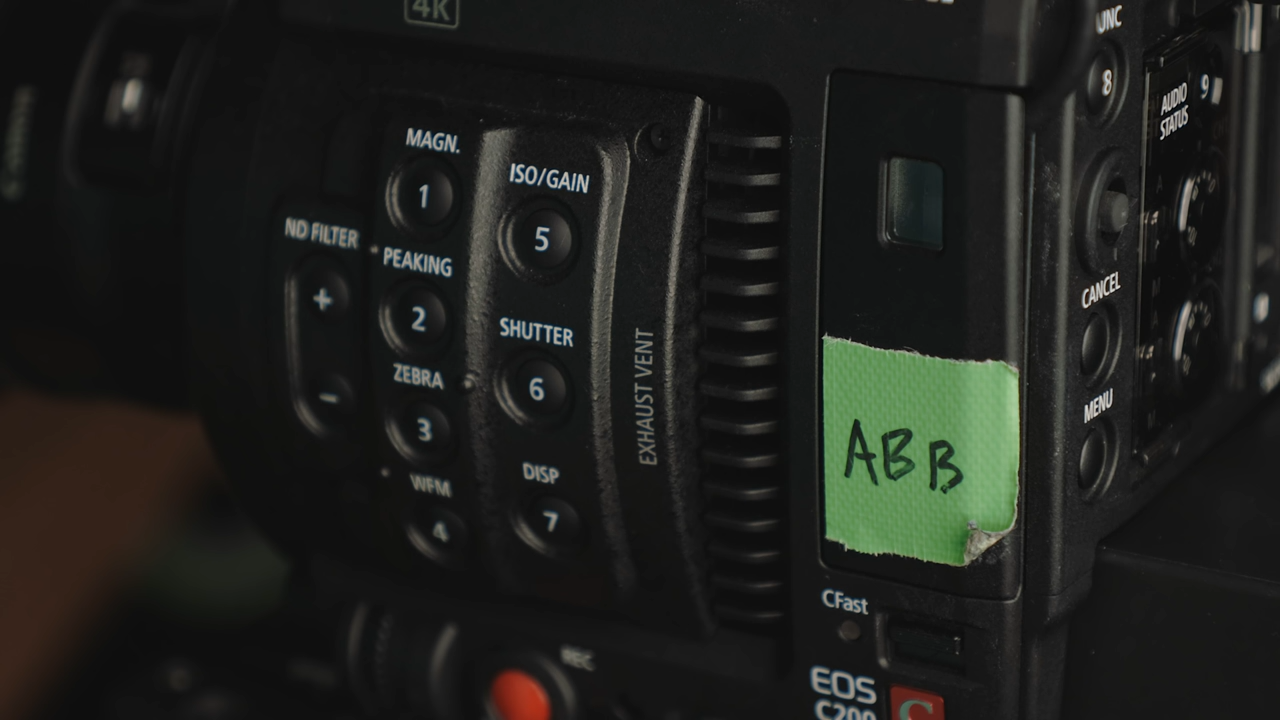 4K
MAGN.
1
ISO/GAIN
5
ND FILTER
+
-
PEAKING
2
SHUTTER
6
ZEBRA
3
WFM
4
DISP
7
EXHAUST VENT
REC
ABB
CFast
EOS
C200
C
8
9
AUDIO
STATUS
CANCEL
MENU